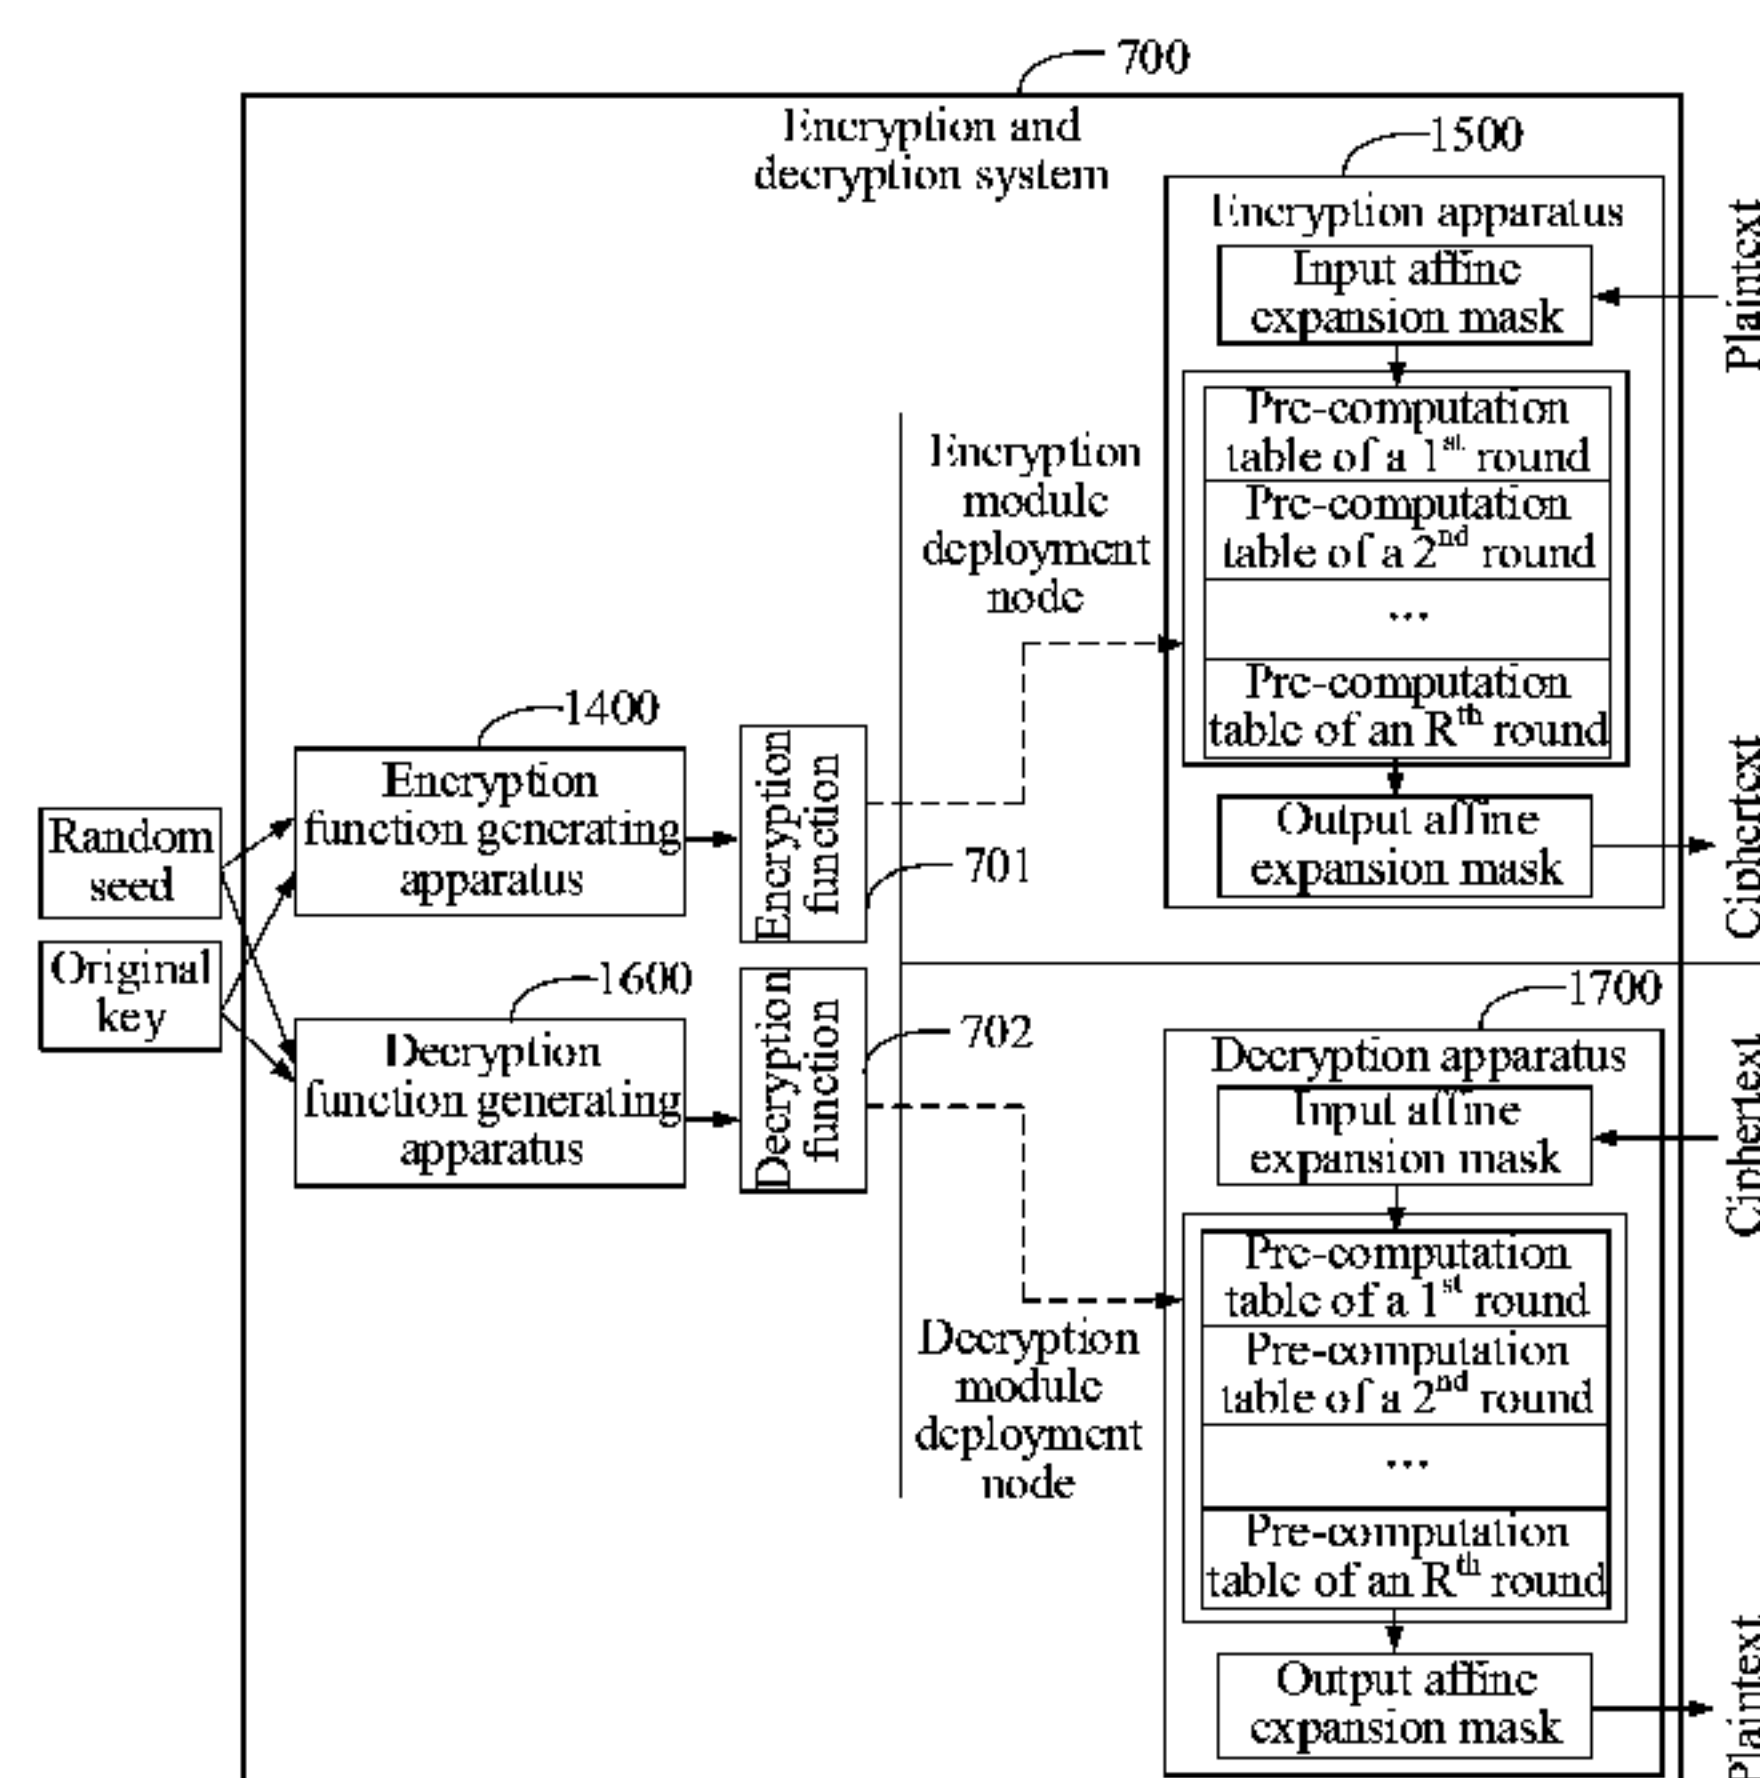 700
Encryption and
decryption system
1500
Encryption apparatus
Input affine
expansion mask
Plaintext
Pre-computation
table of a 1st round
Pre-computation
table of a 2nd round
...
Pre-computation
table of an Rth round
Output affine
expansion mask
Ciphertext
Encryption
module
deployment
node
1400
Encryption
function generating
apparatus
Encryption
function
701
Random
seed
Original
key
1600
Decryption
function generating
apparatus
Decryption
function
702
1700
Decryption apparatus
Input affine
expansion mask
Ciphertext
Pre-computation
table of a 1st round
Pre-computation
table of a 2nd round
...
Pre-computation
table of an Rth round
Decryption
module
deployment
node
Output affine
expansion mask
Plaintext